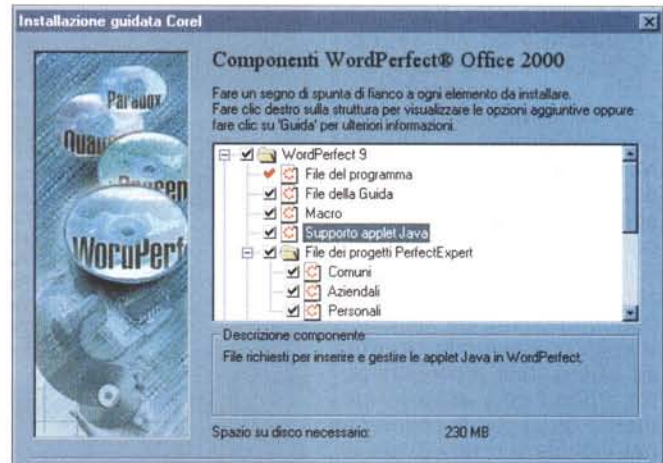 Installazione guidata Corel
Componenti WordPerfect® Office 2000
Fare un segno di spunta di fianco a ogni elemento da installare.
Fare clic destro sulla struttura per visualizzare le opzioni aggiuntive oppure
fare clic su 'Guida' per ulteriori informazioni.
Paradox
WordPerf
WordPerfect 9
File del programma
File della Guida
Macro
Supporto applet Java
File dei progetti PerfectExpert
Comuni
Aziendali
Personali
Descrizione componente
File richiesti per inserire e gestire le applet Java in WordPerfect.
Spazio su disco necessario: 230 MB